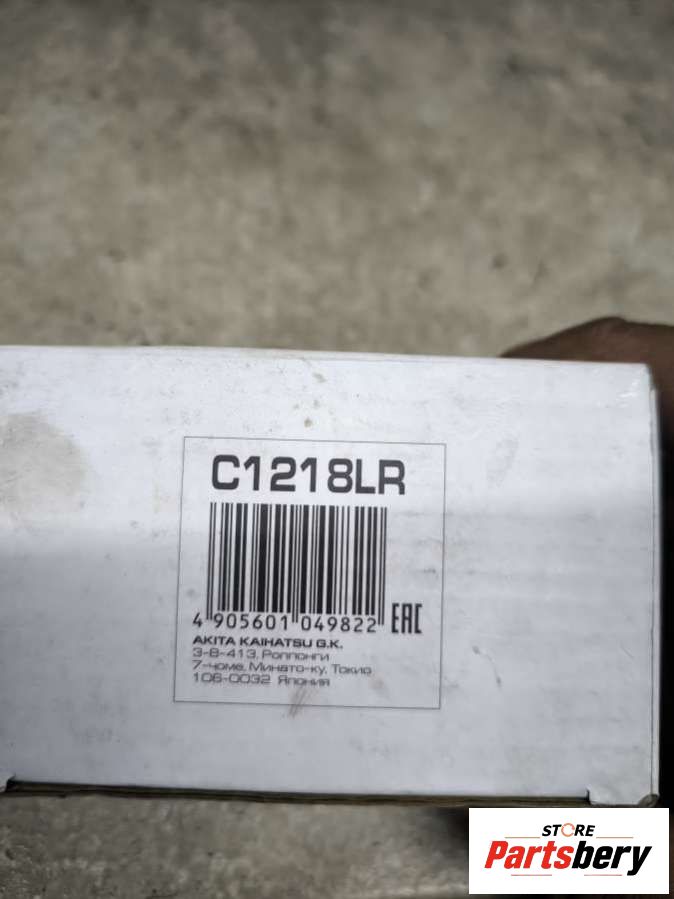 C1218LR
4 905601 049822 EAC
AKITA KAIHATSU G.K.
3-8-413, Роппонги
7-чоме, Минато-ку, Токио
106-0032 Япония
STORE
Partsbery